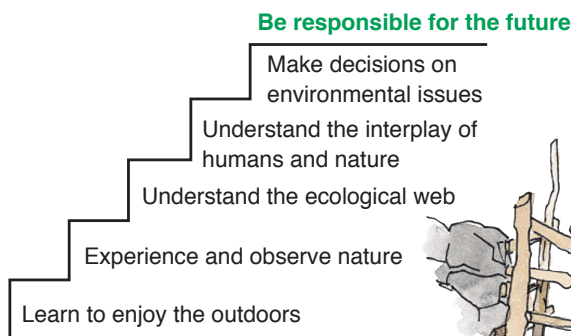 Be responsible for the future
Make decisions on
environmental issues
Understand the interplay of
humans and nature
Understand the ecological web
Experience and observe nature
Learn to enjoy the outdoors